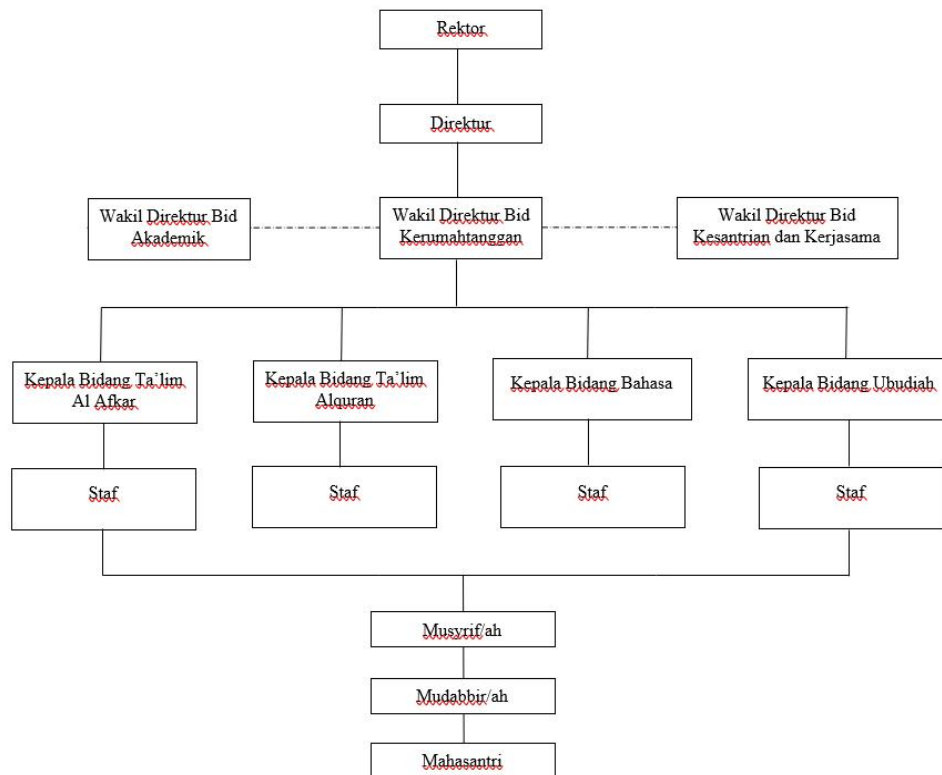 Rektor
Direktur
Wakil Direktur Bid
Akademik
Wakil Direktur Bid
Kerumahtanggan
Wakil Direktur Bid
Kesantrian dan Kerjasama
Kepala Bidang Ta’lim
Al Afkar
Kepala Bidang Ta’lim
Alquran
Kepala Bidang Bahasa
Kepala Bidang Ubudiah
Staf
Staf
Staf
Staf
Musyrif/ah
Mudabbir/ah
Mahasantri